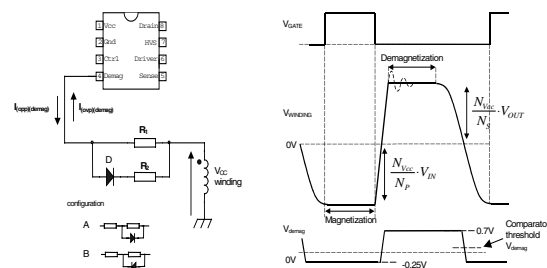 1 Vcc Drain 8
2 Gnd HVS 7
3 Ctrl Driver 6
4 Demag Sense 5
I(opp)(demag)
I(ovp)(demag)
R1
D
R2
VCC
winding
configuration
A
B
VGATE
Demagnetization
VWINDING
NVcc/NS · VOUT
0V
NVcc/NP · VIN
Magnetization
Vdemag
0.7V
Comparato
threshold
Vdemag
0V
-0.25V